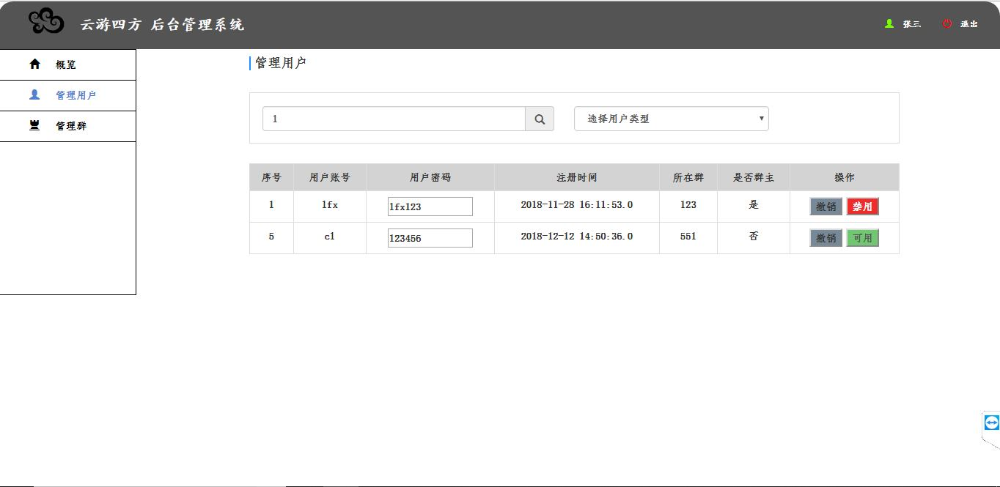 云游四方 后台管理系统
张三 退出
概览
管理用户
管理群
管理用户
1
选择用户类型
序号 用户账号 用户密码 注册时间 所在群 是否群主 操作
1 lfx lfx123 2018-11-28 16:11:53.0 123 是 撤销 禁用
5 cl 123456 2018-12-12 14:50:36.0 551 否 撤销 可用